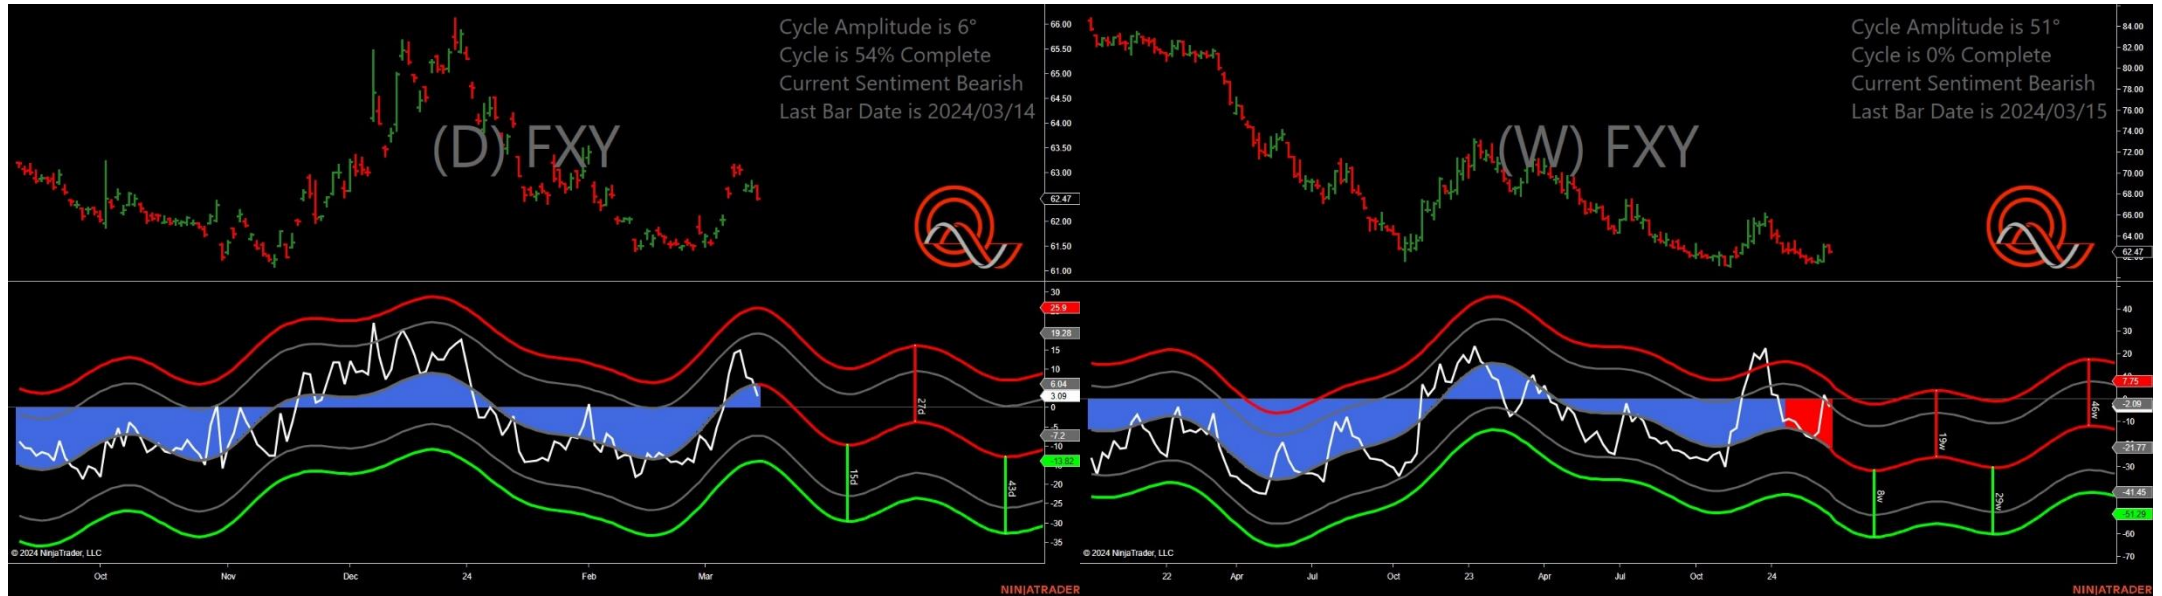 Cycle Amplitude is 6°
Cycle is 54% Complete
Current Sentiment Bearish
Last Bar Date is 2024/03/14
(D) FXY
66.00
65.50
65.00
64.50
64.00
63.50
63.00
62.47
62.00
61.50
61.00
30
25.9
19.28
15
10
6.04
3.09
0
-7.2
-10
-13.82
-20
-25
-30
-35
15d
27d
43d
© 2024 NinjaTrader, LLC
Oct
Nov
Dec
24
Feb
Mar
NINJATRADER
Cycle Amplitude is 51°
Cycle is 0% Complete
Current Sentiment Bearish
Last Bar Date is 2024/03/15
(W) FXY
84.00
82.00
80.00
78.00
76.00
74.00
72.00
70.00
68.00
66.00
64.00
62.47
40
30
20
7.75
-2.09
-10
-21.77
-30
-41.45
-51.29
-60
-70
8w
19w
29w
46w
© 2024 NinjaTrader, LLC
22
Apr
Jul
Oct
23
Apr
Jul
Oct
24
NINJATRADER